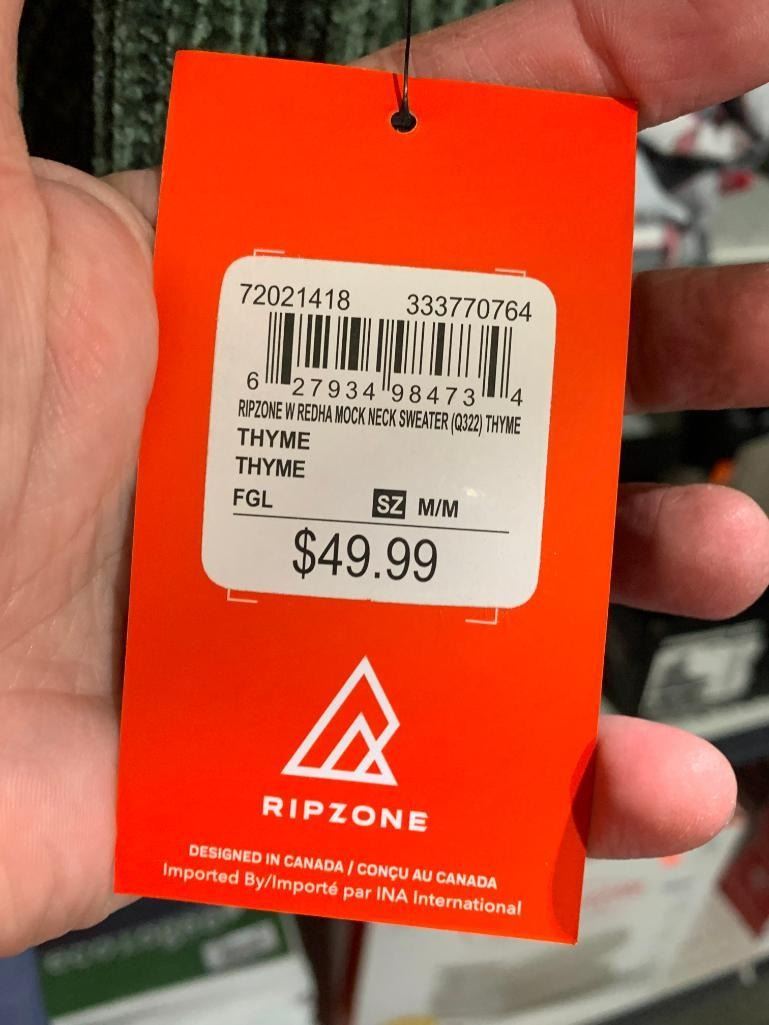 72021418 333770764
6 27934 98473 4
RIPZONE W REDHA MOCK NECK SWEATER (Q322) THYME
THYME
THYME
FGL SZ M/M
$49.99
RIPZONE
DESIGNED IN CANADA / CONÇU AU CANADA
Imported By/Importé par INA International